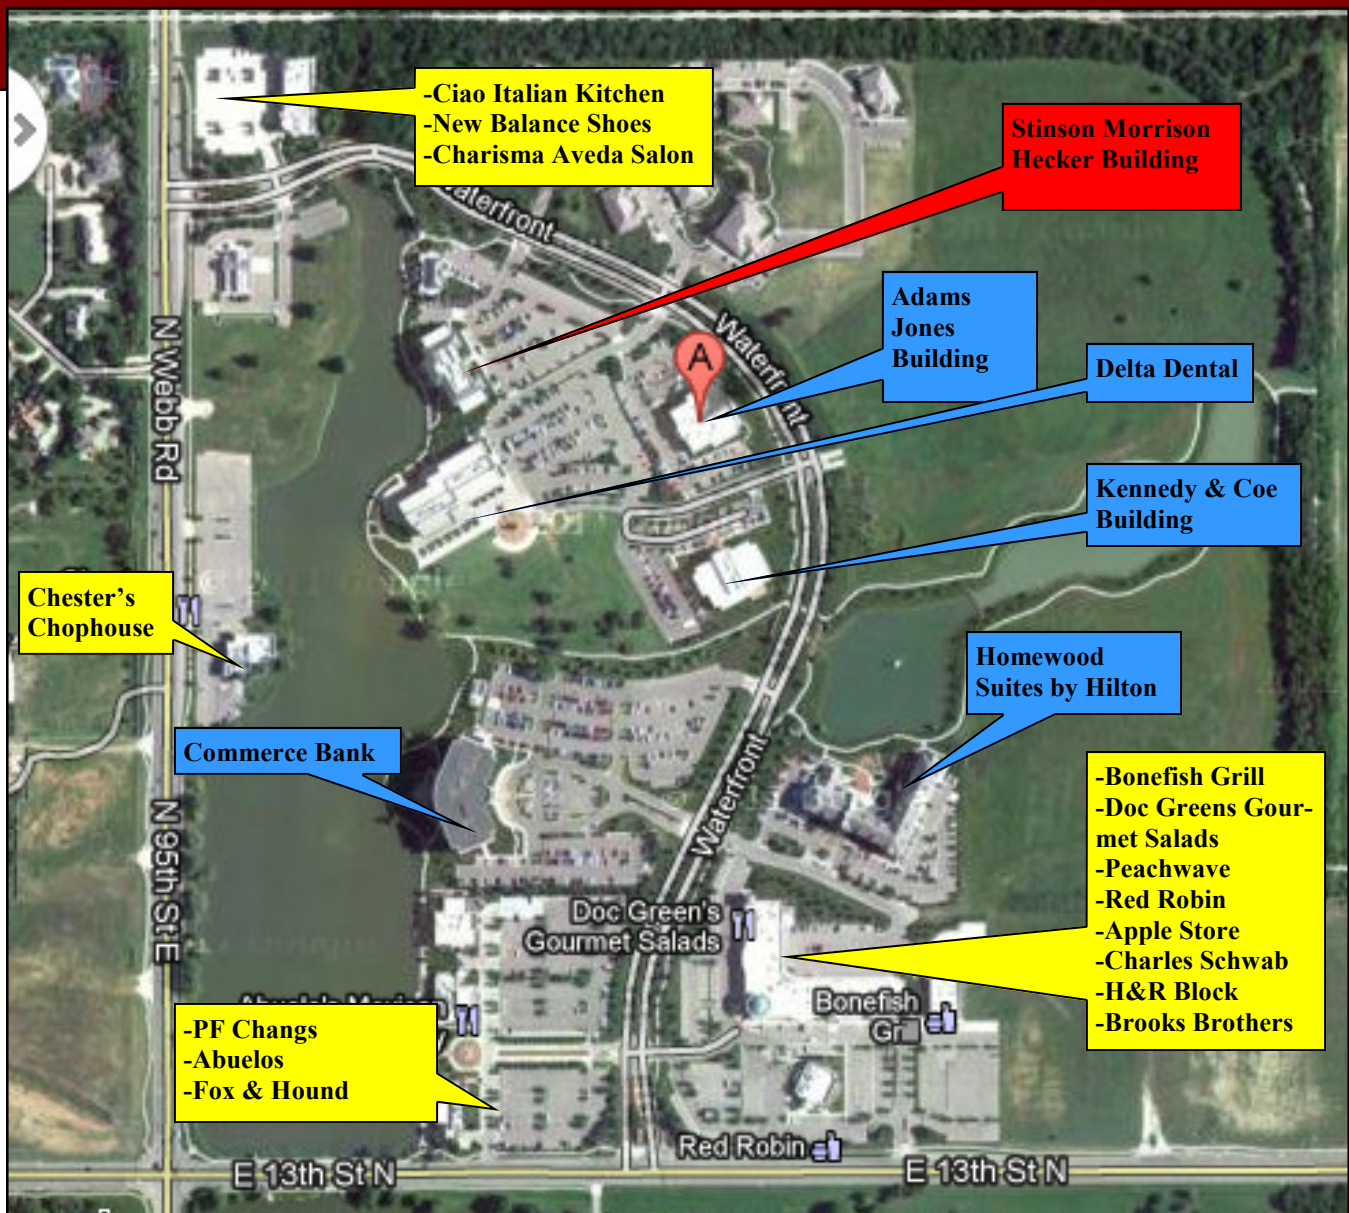 -Ciao Italian Kitchen
-New Balance Shoes
-Charisma Aveda Salon
Stinson Morrison
Hecker Building
Waterfront
Adams
Jones
Building
Waterfront
A
Delta Dental
N Webb Rd
Kennedy & Coe
Building
Chester’s
Chophouse
Homewood
Suites by Hilton
Commerce Bank
Waterfront
-Bonefish Grill
-Doc Greens Gour-
met Salads
-Peachwave
-Red Robin
-Apple Store
-Charles Schwab
-H&R Block
-Brooks Brothers
N 95th St E
Doc Green's
Gourmet Salads
Bonefish
Grill
-PF Changs
-Abuelos
-Fox & Hound
Red Robin
E 13th St N
E 13th St N